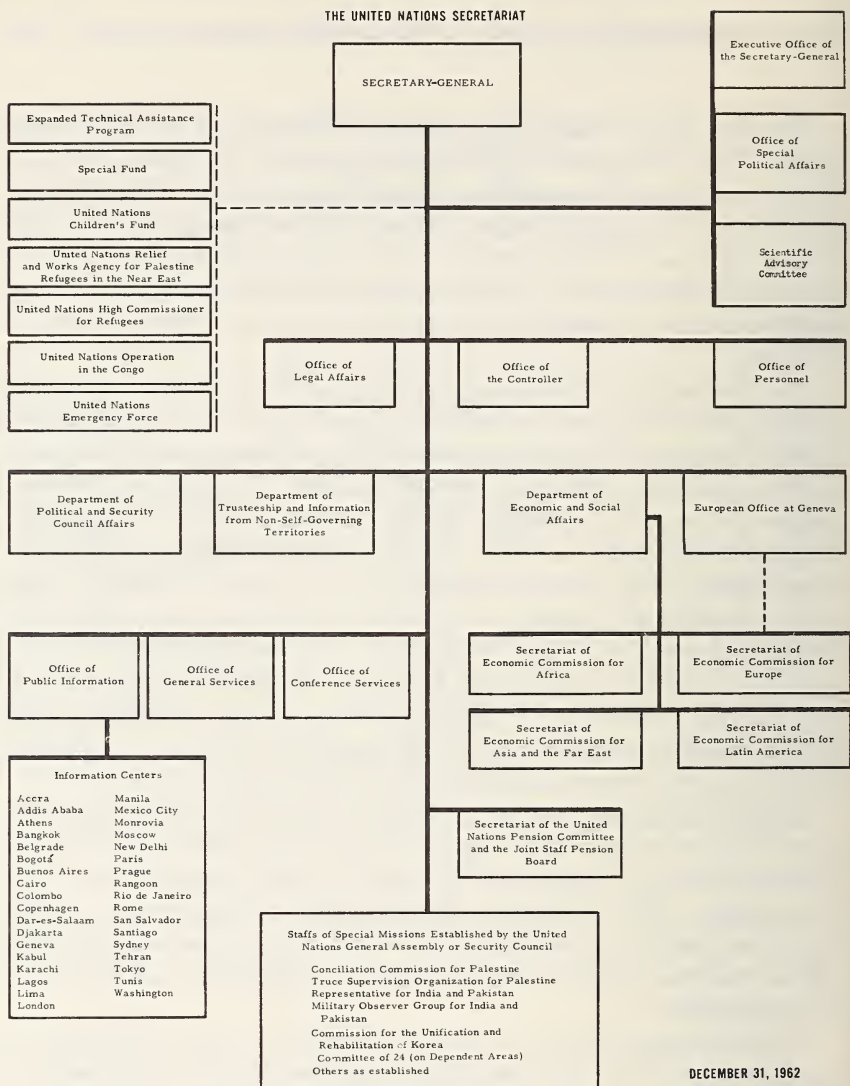 THE UNITED NATIONS SECRETARIAT
SECRETARY-GENERAL
Executive Office of
the Secretary-General
Office of
Special
Political Affairs
Scientific
Advisory
Committee
Expanded Technical Assistance
Program
Special Fund
United Nations
Children's Fund
United Nations Relief
and Works Agency for Palestine
Refugees in the Near East
United Nations High Commissioner
for Refugees
United Nations Operation
in the Congo
United Nations
Emergency Force
Office of
Legal Affairs
Office of
the Controller
Office of
Personnel
Department of
Political and Security
Council Affairs
Department of
Trusteeship and Information
from Non-Self-Governing
Territories
Department of
Economic and Social
Affairs
European Office at Geneva
Office of
Public Information
Office of
General Services
Office of
Conference Services
Secretariat of
Economic Commission for
Africa
Secretariat of
Economic Commission for
Europe
Secretariat of
Economic Commission for
Asia and the Far East
Secretariat of
Economic Commission for
Latin America
Information Centers
Accra
Addis Ababa
Athens
Bangkok
Belgrade
Bogotá
Buenos Aires
Cairo
Colombo
Copenhagen
Dar-es-Salaam
Djakarta
Geneva
Kabul
Karachi
Lagos
Lima
London
Manila
Mexico City
Monrovia
Moscow
New Delhi
Paris
Prague
Rangoon
Rio de Janeiro
Rome
San Salvador
Santiago
Sydney
Tehran
Tokyo
Tunis
Washington
Secretariat of the United
Nations Pension Committee
and the Joint Staff Pension
Board
Staffs of Special Missions Established by the United
Nations General Assembly or Security Council
Conciliation Commission for Palestine
Truce Supervision Organization for Palestine
Representative for India and Pakistan
Military Observer Group for India and
Pakistan
Commission for the Unification and
Rehabilitation of Korea
Committee of 24 (on Dependent Areas)
Others as established
DECEMBER 31, 1962